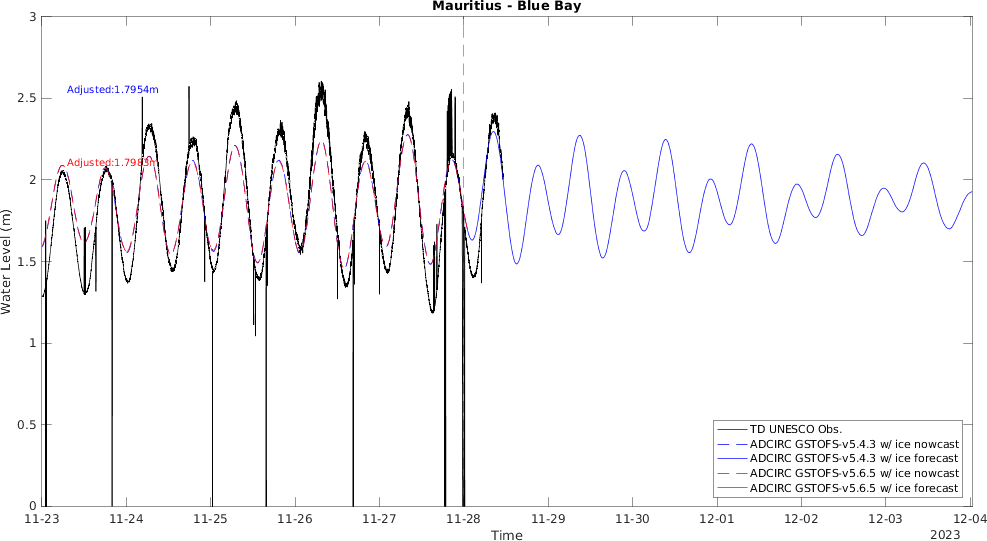 Mauritius - Blue Bay
3
2.5
2
1.5
1
0.5
0
Water Level (m)
Adjusted:1.7954m
Adjusted:1.7983m
11-23
11-24
11-25
11-26
11-27
11-28
11-29
11-30
12-01
12-02
12-03
12-04
Time
2023
TD UNESCO Obs.
ADCIRC GSTOFS-v5.4.3 w/ ice nowcast
ADCIRC GSTOFS-v5.4.3 w/ ice forecast
ADCIRC GSTOFS-v5.6.5 w/ ice nowcast
ADCIRC GSTOFS-v5.6.5 w/ ice forecast